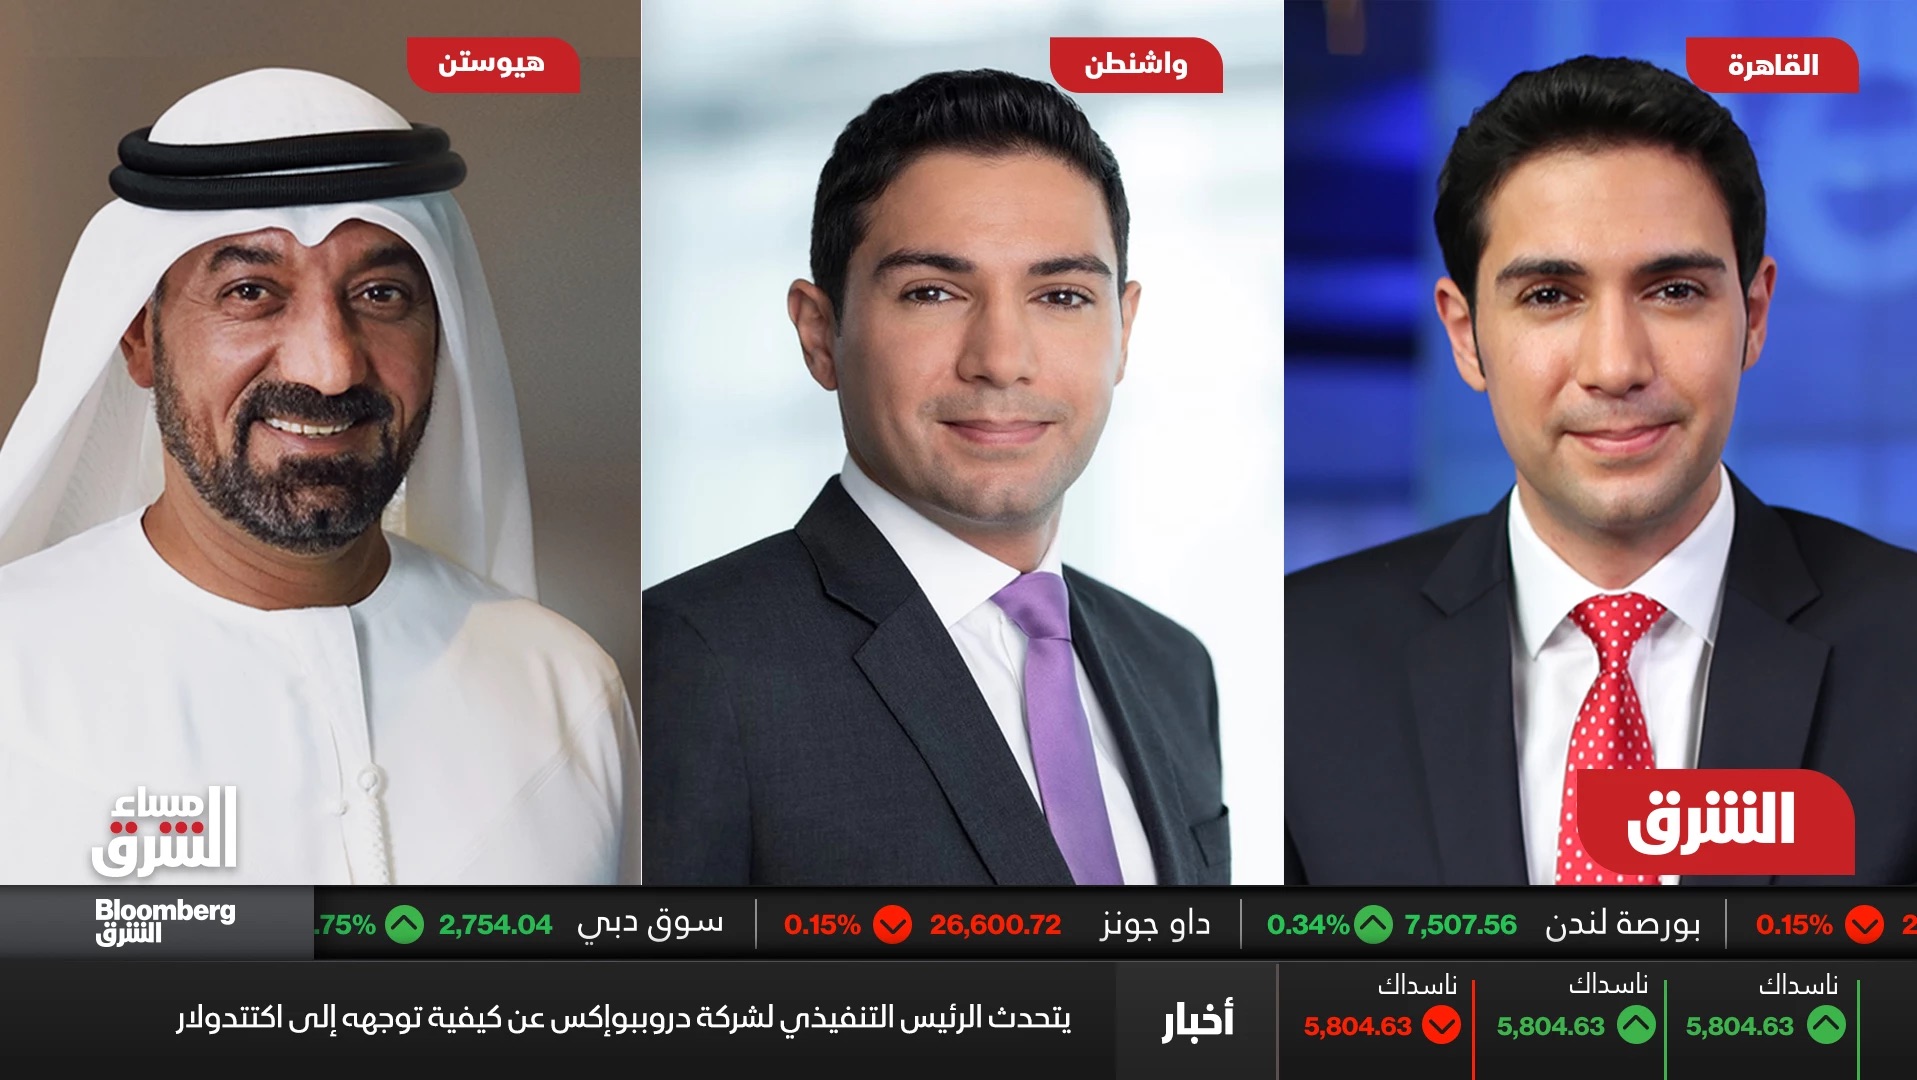 القاهرة
واشنطن
هيوستن
الشرق
مساء
الشرق
0.15%
بورصة لندن 7,507.56 0.34%
داو جونز 26,600.72 0.15%
سوق دبي 2,754.04 .75%
Bloomberg
الشرق
ناسداك
5,804.63
ناسداك
5,804.63
ناسداك
5,804.63
أخبار
يتحدث الرئيس التنفيذي لشركة دروببوإكس عن كيفية توجهه إلى اكتتدولار